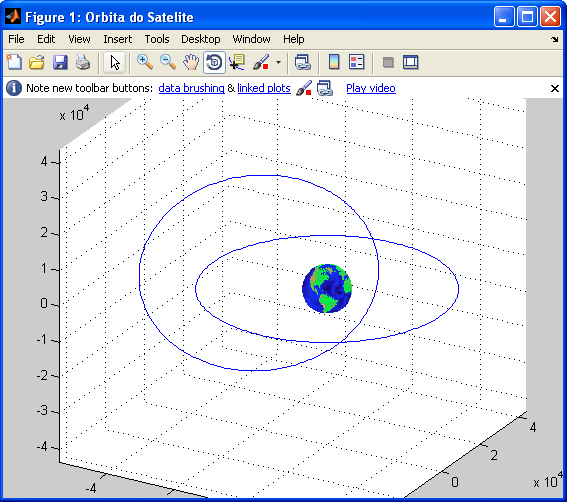 Figure 1: Orbita do Satelite
File Edit View Insert Tools Desktop Window Help
Note new toolbar buttons: data brushing & linked plots Play video
x 10^4
4
3
2
1
0
-1
-2
-3
-4
-4
0
2
4
x 10^4